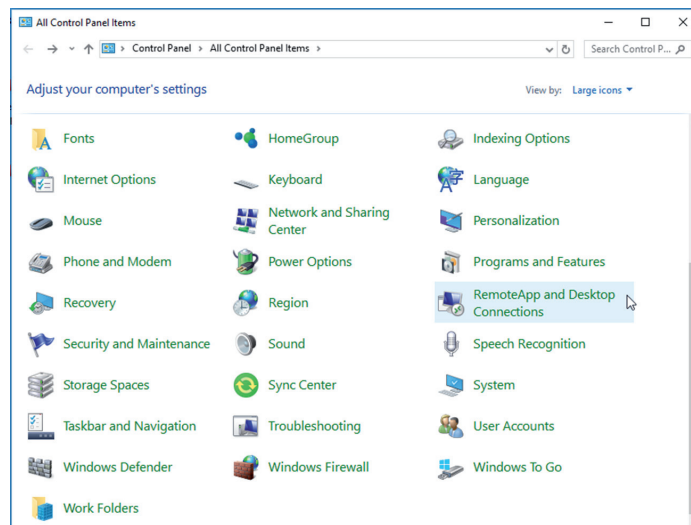 All Control Panel Items
Control Panel > All Control Panel Items >
Search Control P...
Adjust your computer's settings
View by: Large icons
Fonts
HomeGroup
Indexing Options
Internet Options
Keyboard
Language
Mouse
Network and Sharing
Center
Personalization
Phone and Modem
Power Options
Programs and Features
Recovery
Region
RemoteApp and Desktop
Connections
Security and Maintenance
Sound
Speech Recognition
Storage Spaces
Sync Center
System
Taskbar and Navigation
Troubleshooting
User Accounts
Windows Defender
Windows Firewall
Windows To Go
Work Folders